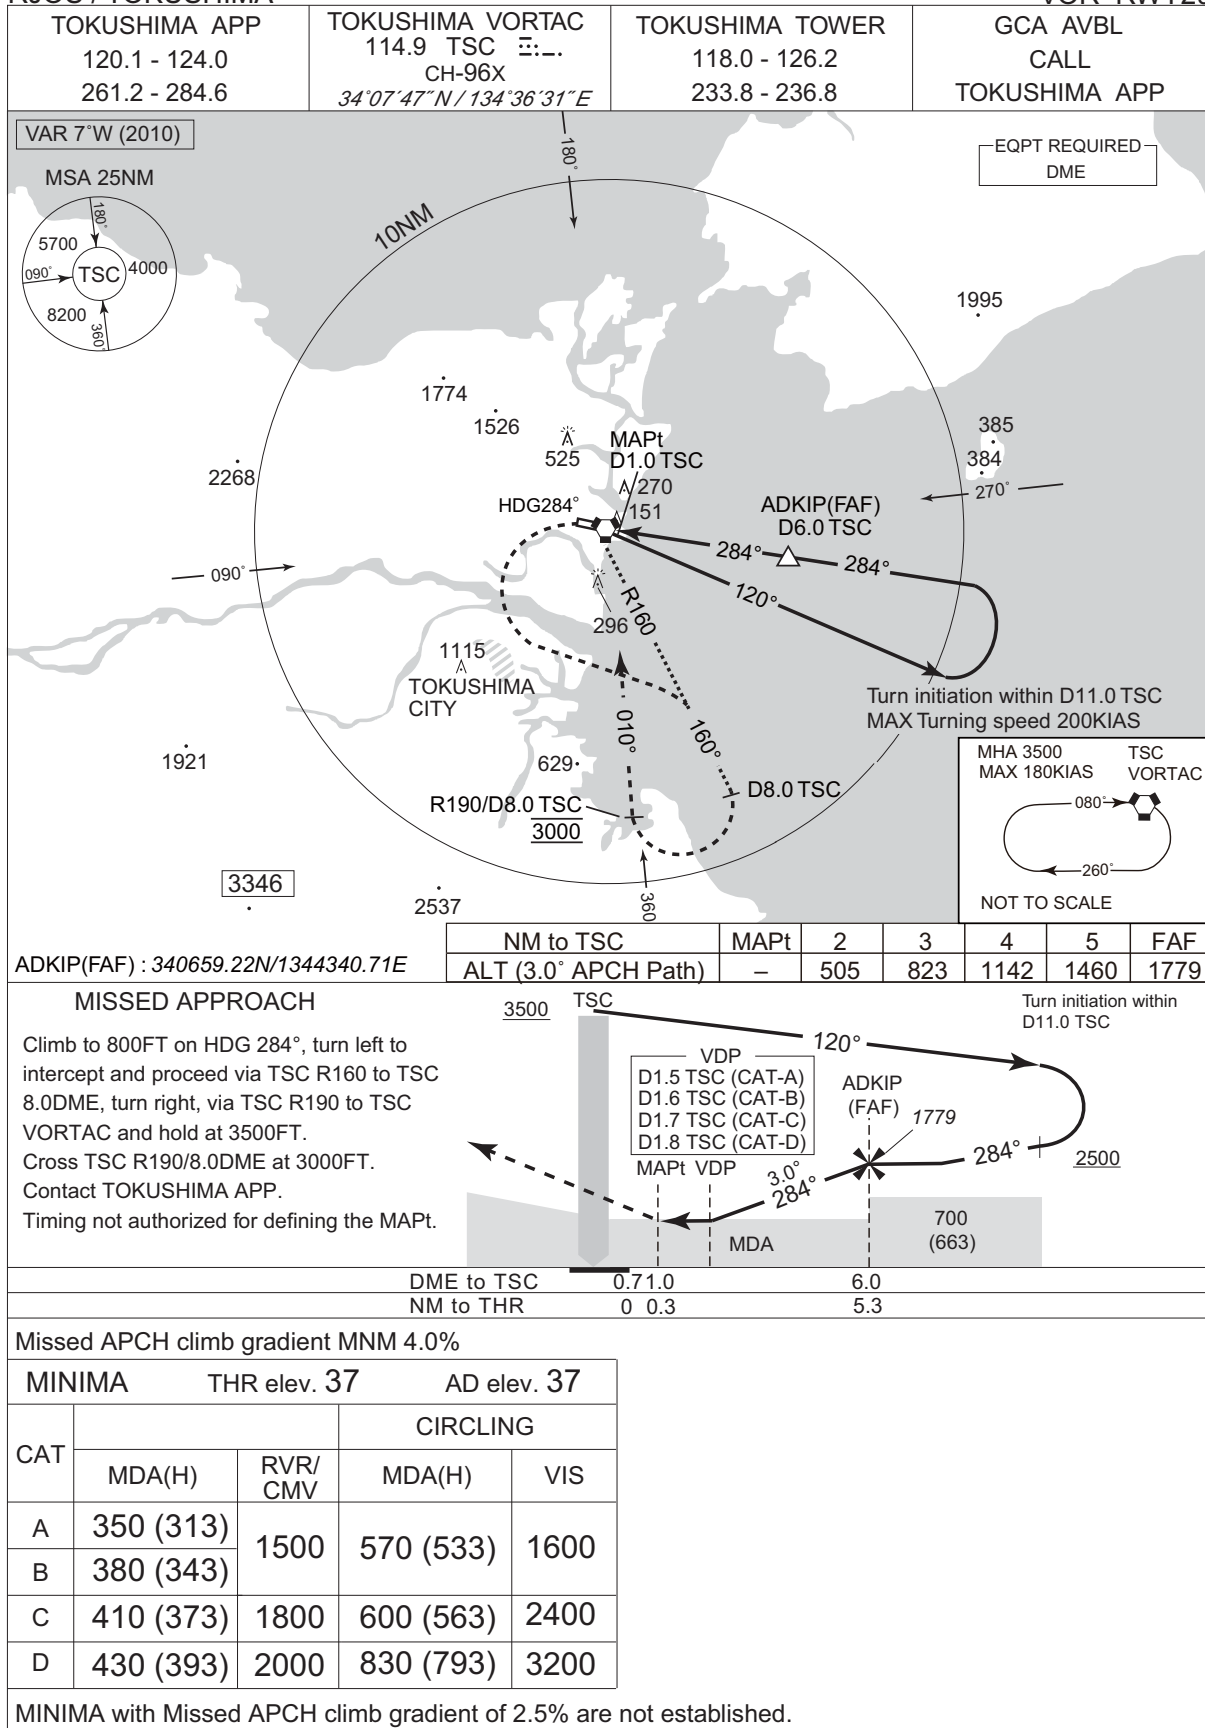 TOKUSHIMA APP
120.1 - 124.0
261.2 - 284.6
TOKUSHIMA VORTAC
114.9 TSC
CH-96X
34°07´47˝N / 134°36´31˝E
TOKUSHIMA TOWER
118.0 - 126.2
233.8 - 236.8
GCA AVBL
CALL
TOKUSHIMA APP
VAR 7°W (2010)
MSA 25NM
180°
5700
090°
TSC
4000
8200
360°
180°
EQPT REQUIRED
DME
10NM
1995
1774
1526
525
MAPt
D1.0 TSC
385
384
2268
270
HDG284°
151
ADKIP(FAF)
D6.0 TSC
270°
284°
284°
090°
120°
R160
296
1115
TOKUSHIMA
CITY
Turn initiation within D11.0 TSC
MAX Turning speed 200KIAS
010°
160°
1921
629
D8.0 TSC
R190/D8.0 TSC
3000
MHA 3500
MAX 180KIAS
TSC
VORTAC
080°
260°
NOT TO SCALE
3346
2537
360
ADKIP(FAF) : 340659.22N/1344340.71E
NM to TSC MAPt 2 3 4 5 FAF
ALT (3.0° APCH Path) – 505 823 1142 1460 1779
MISSED APPROACH
Climb to 800FT on HDG 284°, turn left to
intercept and proceed via TSC R160 to TSC
8.0DME, turn right, via TSC R190 to TSC
VORTAC and hold at 3500FT.
Cross TSC R190/8.0DME at 3000FT.
Contact TOKUSHIMA APP.
Timing not authorized for defining the MAPt.
3500
TSC
Turn initiation within
D11.0 TSC
120°
VDP
D1.5 TSC (CAT-A)
D1.6 TSC (CAT-B)
D1.7 TSC (CAT-C)
D1.8 TSC (CAT-D)
ADKIP
(FAF)
1779
MAPt VDP
3.0°
284°
284°
2500
MDA
700
(663)
DME to TSC 0.7 1.0 6.0
NM to THR 0 0.3 5.3
Missed APCH climb gradient MNM 4.0%
MINIMA THR elev. 37 AD elev. 37
CAT
CIRCLING
MDA(H)
RVR/
CMV
MDA(H) VIS
A 350 (313) 1500 570 (533) 1600
B 380 (343)
C 410 (373) 1800 600 (563) 2400
D 430 (393) 2000 830 (793) 3200
MINIMA with Missed APCH climb gradient of 2.5% are not established.